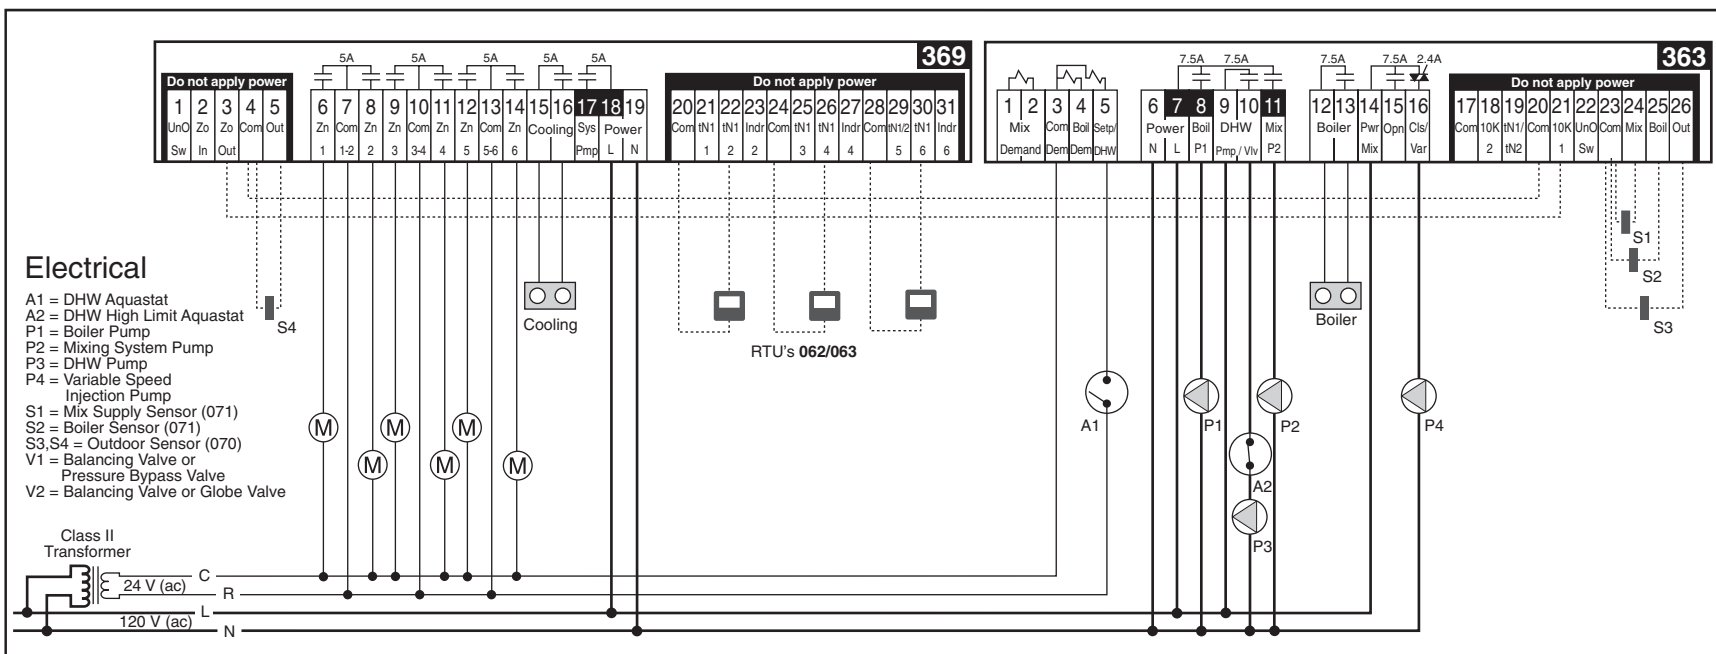 369
363
5A 5A 5A 5A 5A
7.5A 7.5A 7.5A 7.5A 2.4A
Do not apply power
Do not apply power
Do not apply power
1 2 3 4 5
UnO Zo Zo Com Out
Sw In Out
6 7 8 9 10 11 12 13 14 15 16 17 18 19
Zn Com Zn Zn Com Zn Zn Com Zn Cooling Sys Power
1 1-2 2 3 3-4 4 5 5-6 6 Pmp L N
20 21 22 23 24 25 26 27 28 29 30 31
Com tN1 tN1 Indr Com tN1 tN1 Indr Com tN1/2 tN1 Indr
1 2 2 3 4 4 5 6 6
1 2 3 4 5
Mix Com Boil Setp/
Demand Dem Dem DHW
6 7 8 9 10 11
Power Boil DHW Mix
N L P1 Pmp / Vlv P2
12 13 14 15 16
Boiler Pwr Opn Cls/
Mix Var
17 18 19 20 21 22 23 24 25 26
Com 10K tN1/ Com 10K UnO Com Mix Boil Out
2 tN2 1 Sw
S1
S2
S3
Electrical
A1 = DHW Aquastat
A2 = DHW High Limit Aquastat
P1 = Boiler Pump
P2 = Mixing System Pump
P3 = DHW Pump
P4 = Variable Speed
Injection Pump
S1 = Mix Supply Sensor (071)
S2 = Boiler Sensor (071)
S3,S4 = Outdoor Sensor (070)
V1 = Balancing Valve or
Pressure Bypass Valve
V2 = Balancing Valve or Globe Valve
S4
Cooling
RTU's 062/063
Boiler
M M M
M M M
A1
P1
P2
P4
A2
P3
Class II
Transformer
24 V (ac)
C
R
120 V (ac)
L
N